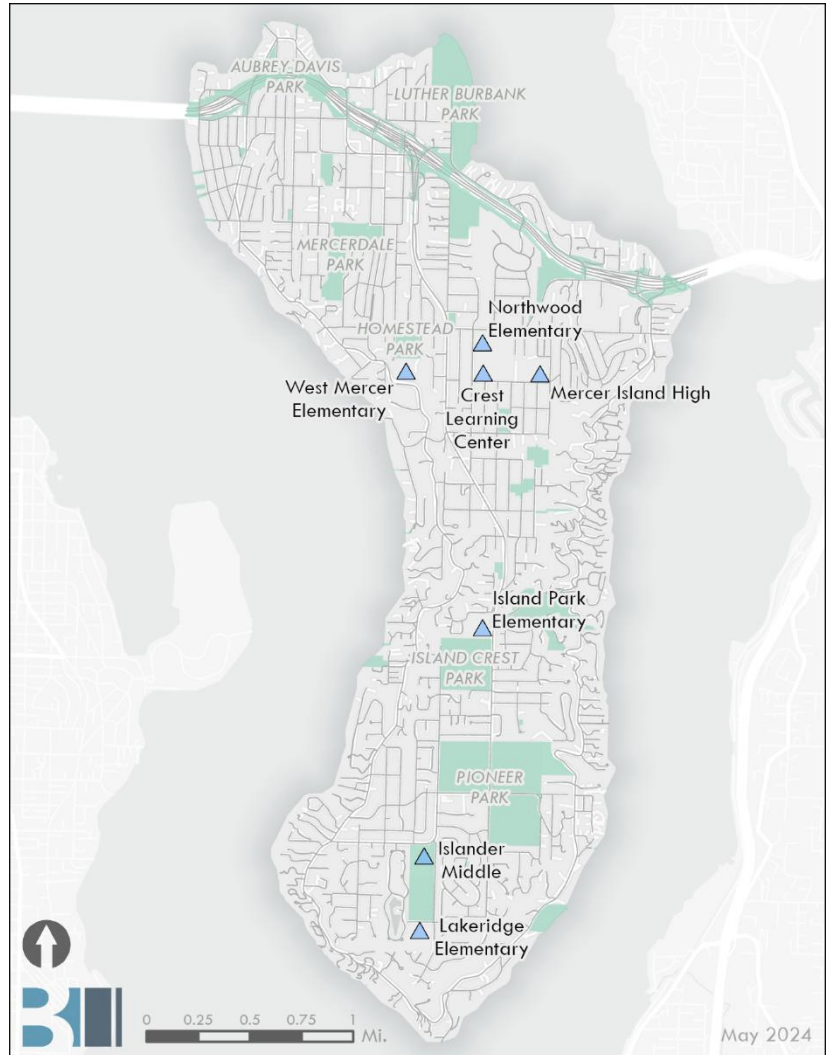 AUBREY DAVIS
PARK
LUTHER BURBANK
PARK
MERCERDALE
PARK
Northwood
Elementary
HOMESTEAD
PARK
West Mercer
Elementary
Crest
Learning
Center
Mercer Island High
Island Park
Elementary
ISLAND CREST
PARK
PIONEER
PARK
Islander
Middle
Lakeridge
Elementary
0 0.25 0.5 0.75 1
Mi.
May 2024